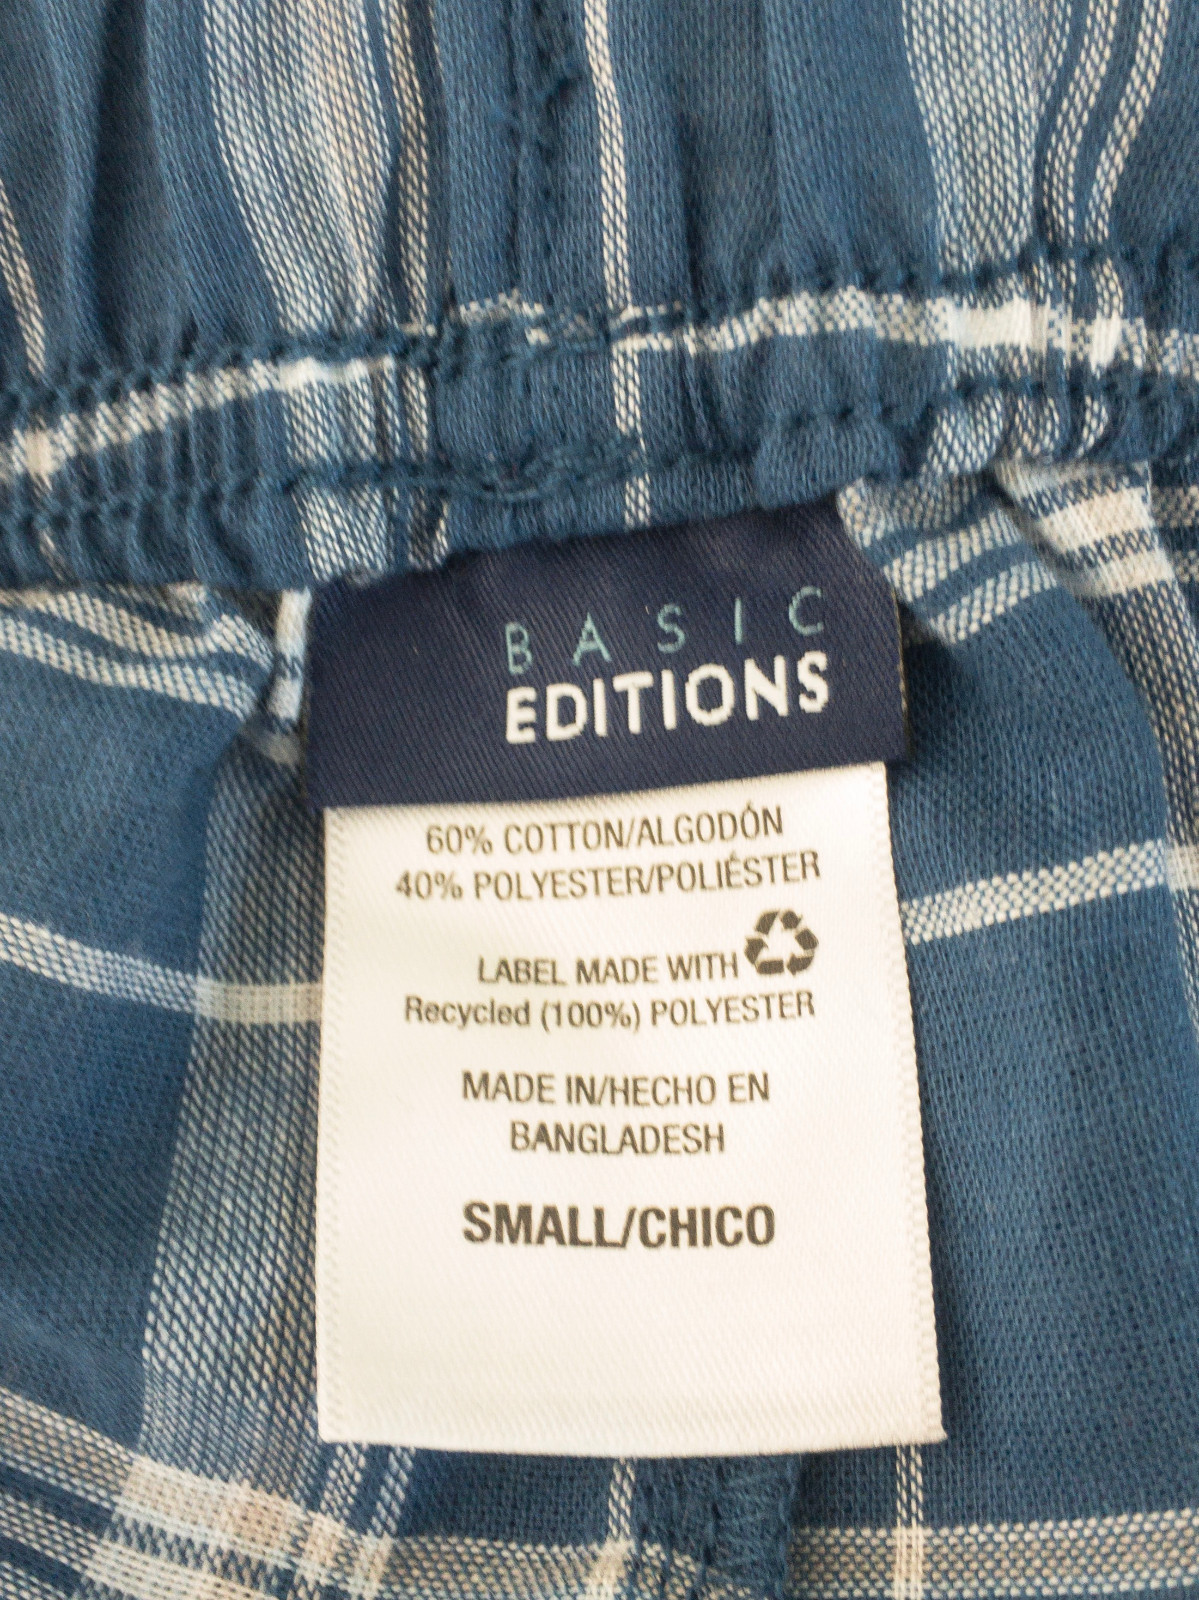 BASIC
EDITIONS
60% COTTON/ALGODÓN
40% POLYESTER/POLIÉSTER
LABEL MADE WITH
Recycled (100%) POLYESTER
MADE IN/HECHO EN
BANGLADESH
SMALL/CHICO